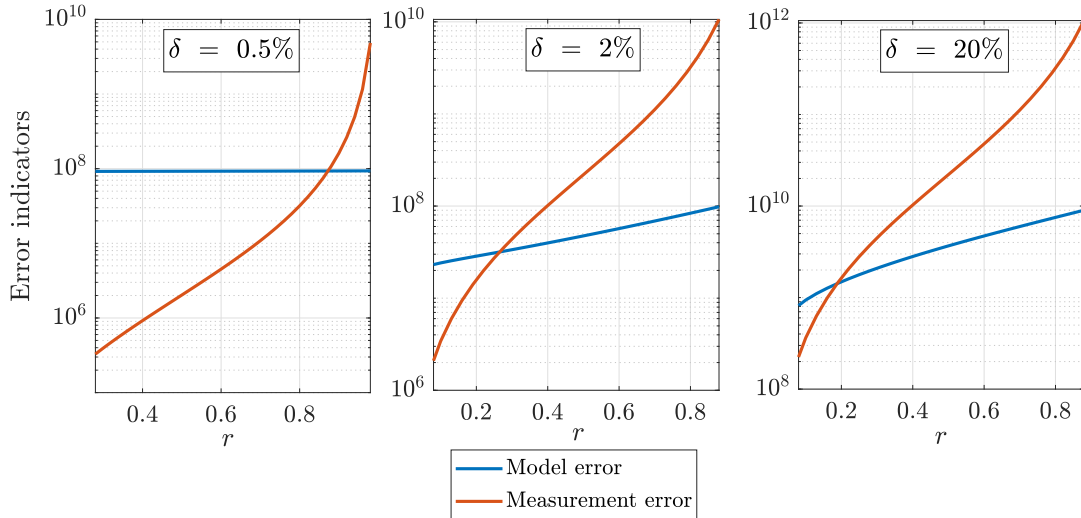 Error indicators
δ = 0.5%
10^10
10^8
10^6
0.4 0.6 0.8
r
δ = 2%
10^10
10^8
10^6
0.2 0.4 0.6 0.8
r
δ = 20%
10^12
10^10
10^8
0.2 0.4 0.6 0.8
r
Model error
Measurement error